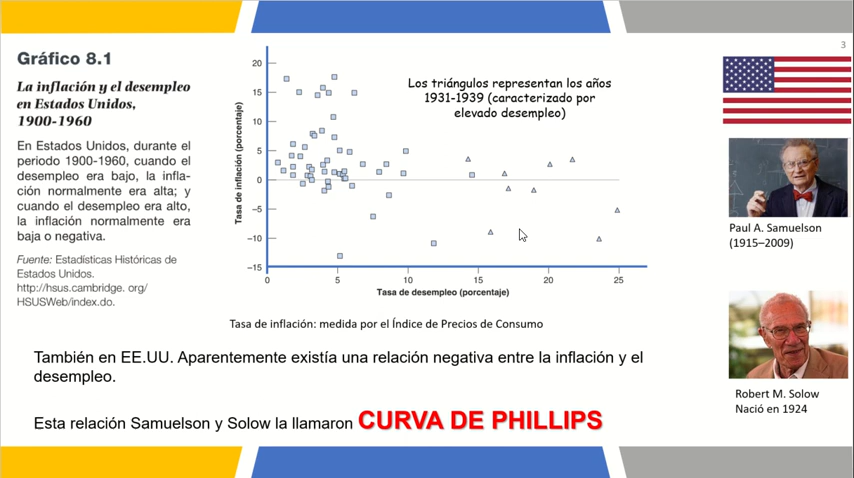 3
Gráfico 8.1
La inflación y el desempleo
en Estados Unidos,
1900-1960
En Estados Unidos, durante el
periodo 1900-1960, cuando el
desempleo era bajo, la infla-
ción normalmente era alta; y
cuando el desempleo era alto,
la inflación normalmente era
baja o negativa.
Fuente: Estadísticas Históricas de
Estados Unidos.
http://hsus.cambridge. org/
HSUSWeb/index.do.
Tasa de inflación (porcentaje)
20
15
10
5
0
−5
−10
−15
Los triángulos representan los años
1931-1939 (caracterizado por
elevado desempleo)
0 5 10 15 20 25
Tasa de desempleo (porcentaje)
Tasa de inflación: medida por el Índice de Precios de Consumo
Paul A. Samuelson
(1915–2009)
Robert M. Solow
Nació en 1924
También en EE.UU. Aparentemente existía una relación negativa entre la inflación y el
desempleo.
Esta relación Samuelson y Solow la llamaron CURVA DE PHILLIPS